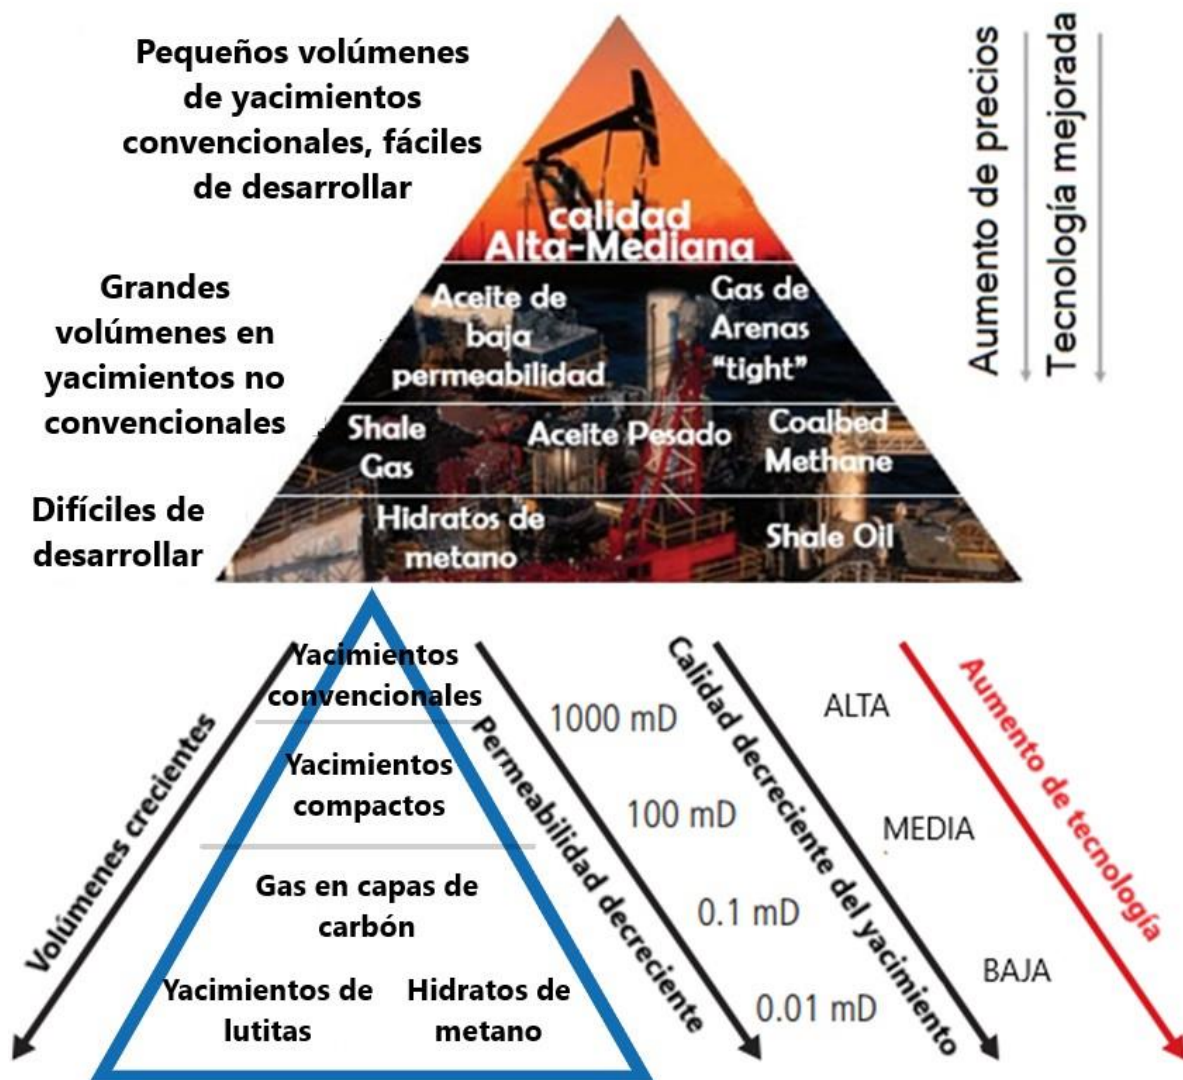 Pequeños volúmenes
de yacimientos
convencionales, fáciles
de desarrollar
calidad
Alta-Mediana
Aumento de precios
Tecnología mejorada
Grandes
volúmenes en
yacimientos no
convencionales
Aceite de
baja
permeabilidad
Gas de
Arenas
“tight”
Shale
Gas
Aceite Pesado
Coalbed
Methane
Difíciles de
desarrollar
Hidratos de
metano
Shale Oil
Volúmenes crecientes
Yacimientos
convencionales
Yacimientos
compactos
Gas en capas de
carbón
Yacimientos de
lutitas
Hidratos de
metano
Permeabilidad decreciente
1000 mD
100 mD
0.1 mD
0.01 mD
Calidad decreciente del yacimiento
ALTA
MEDIA
BAJA
Aumento de tecnología